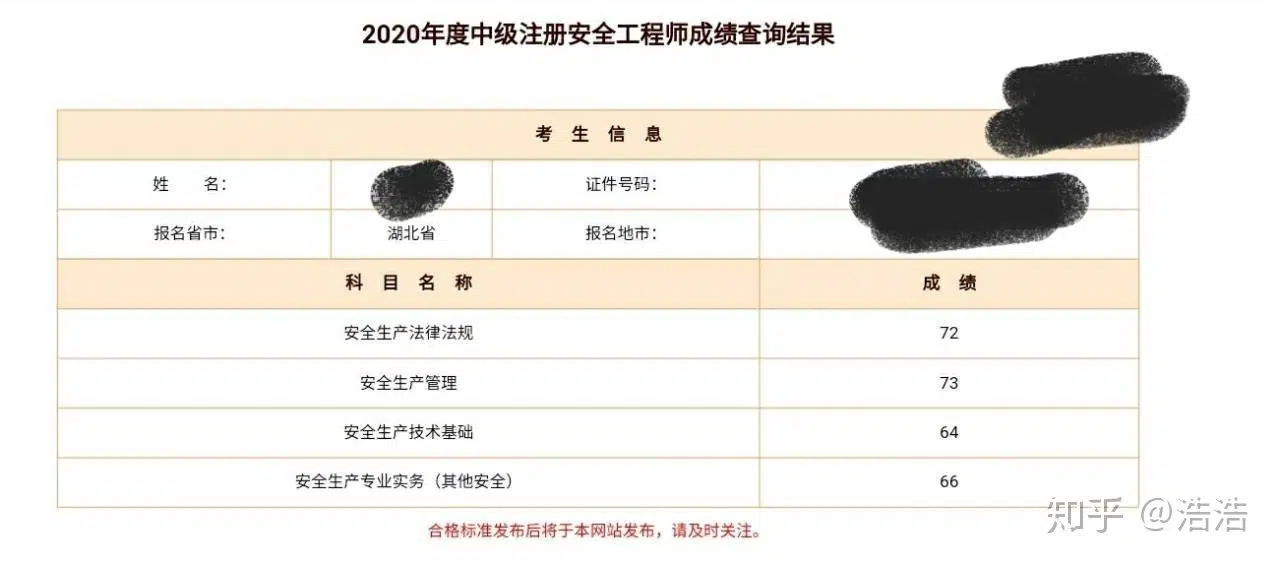 2020年度中级注册安全工程师成绩查询结果
考 生 信 息
姓 名： 证件号码：
报名省市： 湖北省 报名地市：
科 目 名 称 成 绩
安全生产法律法规 72
安全生产管理 73
安全生产技术基础 64
安全生产专业实务（其他安全） 66
合格标准发布后将于本网站发布，请及时关注。
知乎 @浩浩